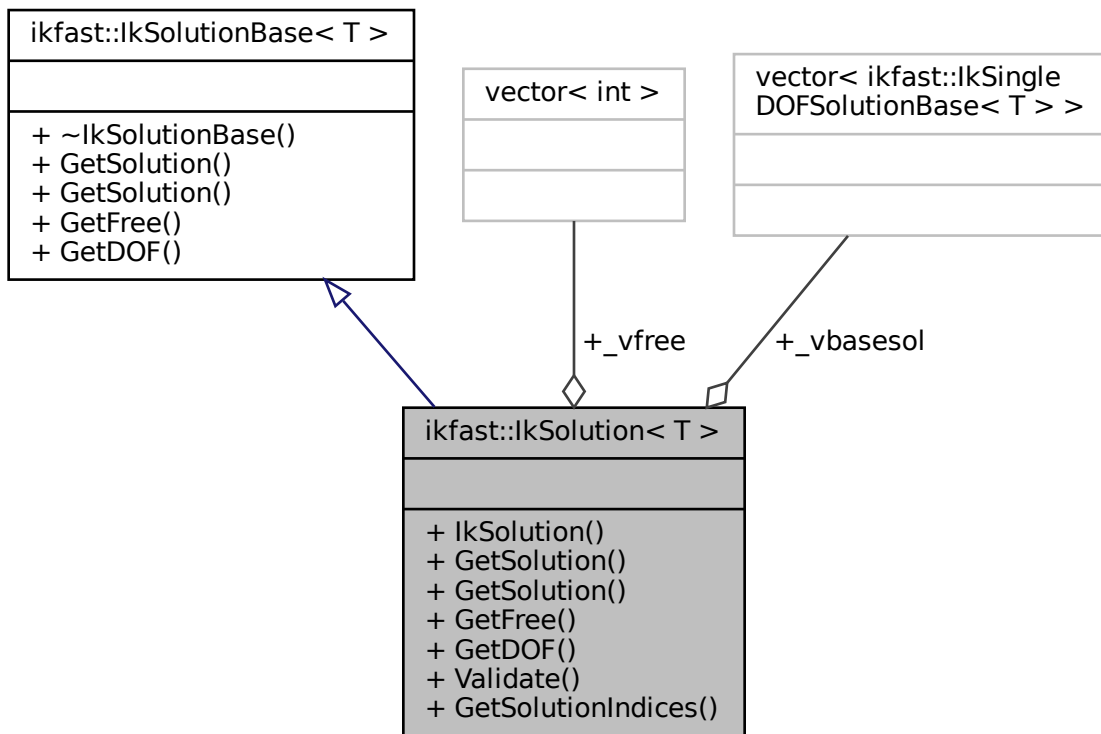 ikfast::IkSolutionBase< T >
+ ~IkSolutionBase()
+ GetSolution()
+ GetSolution()
+ GetFree()
+ GetDOF()
vector< int >
vector< ikfast::IkSingle
DOFSolutionBase< T > >
+_vfree
+_vbasesol
ikfast::IkSolution< T >
+ IkSolution()
+ GetSolution()
+ GetSolution()
+ GetFree()
+ GetDOF()
+ Validate()
+ GetSolutionIndices()